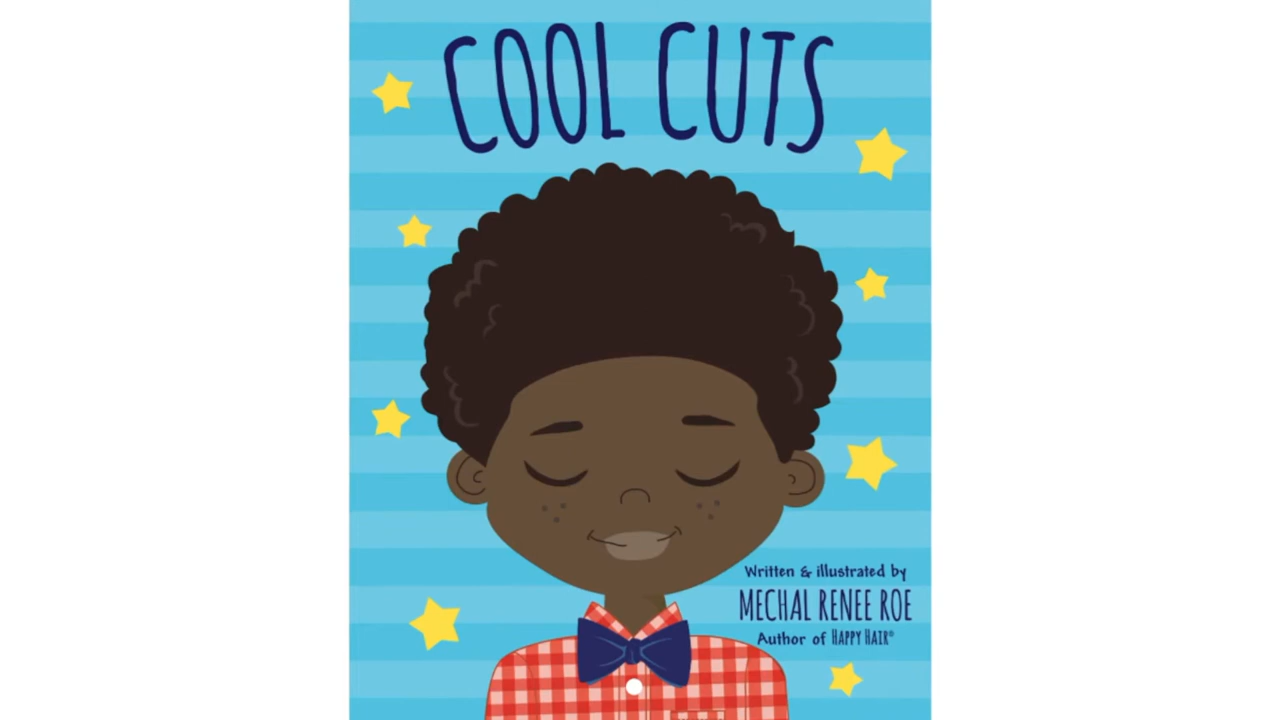 COOL CUTS
Written & illustrated by
MECHAL RENEE ROE
Author of HAPPY HAIR®